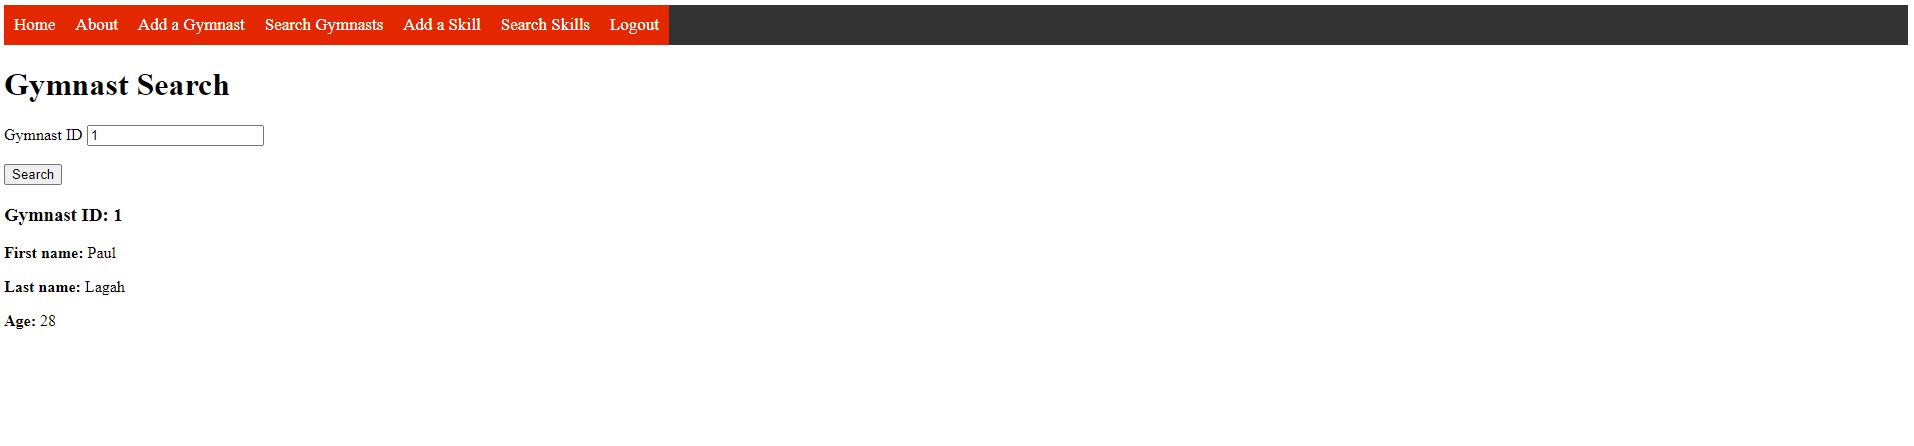 Home About Add a Gymnast Search Gymnasts Add a Skill Search Skills Logout
Gymnast Search
Gymnast ID 1
Search
Gymnast ID: 1
First name: Paul
Last name: Lagah
Age: 28